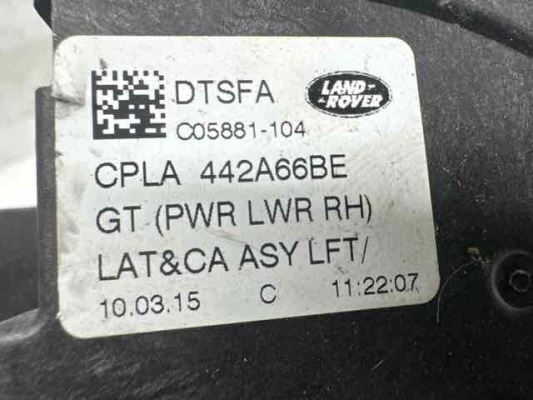 DTSFA
LAND-
-ROVER
C05881-104
CPLA 442A66BE
GT (PWR LWR RH)
LAT&CA ASY LFT/
10.03.15 C 11:22:07